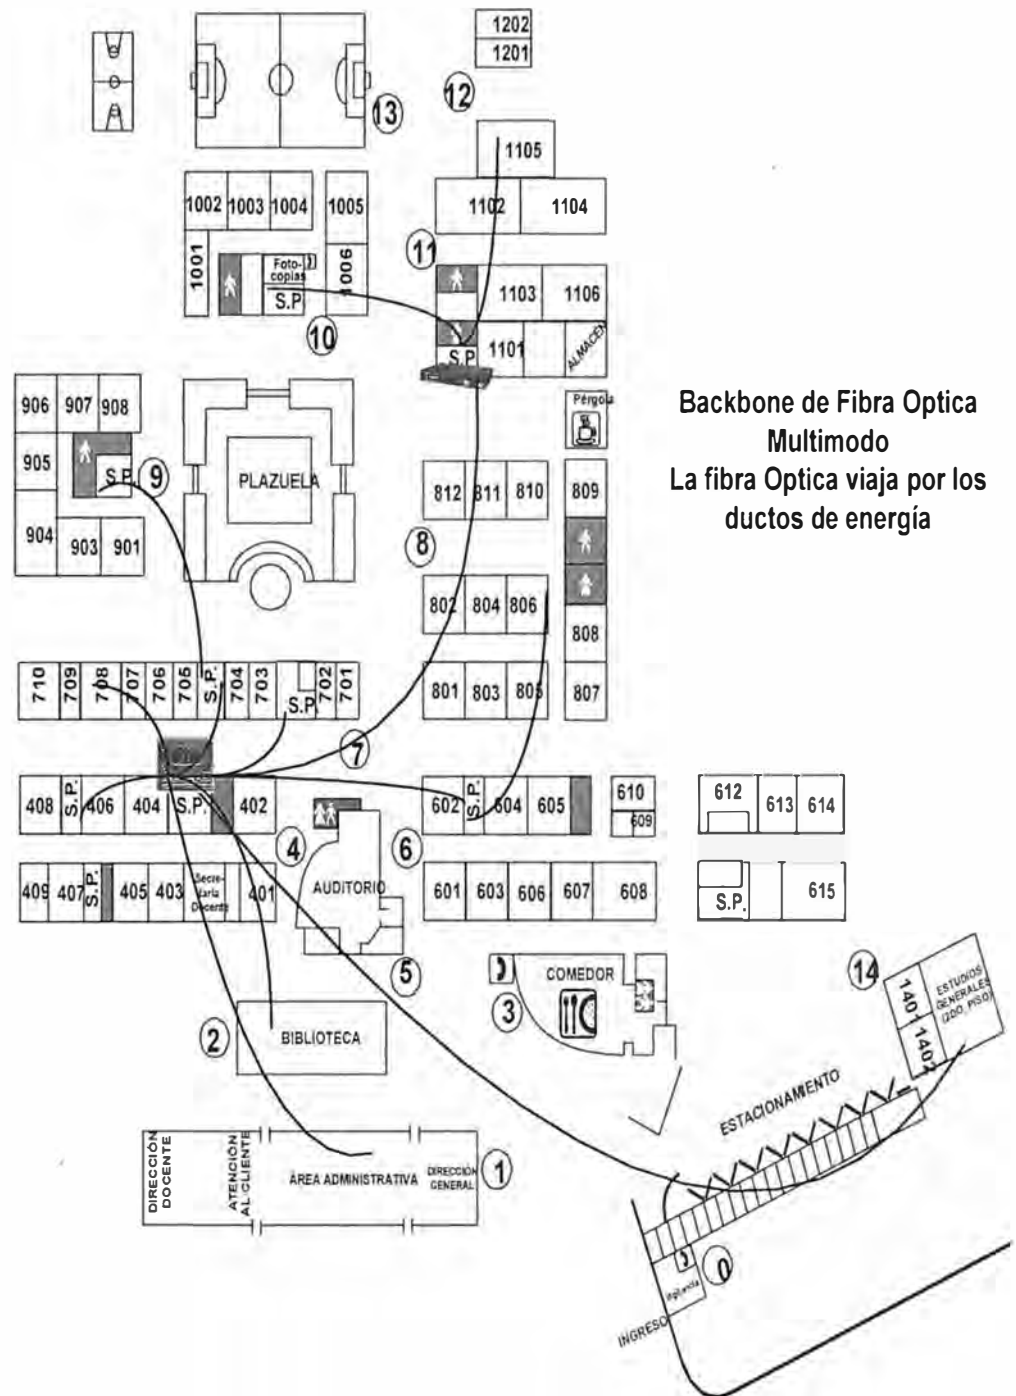 1202
1201
12
13
1105
1002 1003 1004 1005
1102 1104
11
1001
Foto-
copias
1006
S.P.
1103 1106
10
S.P
1101
ALMACEN
906 907 908
Pérgola
Backbone de Fibra Optica
Multimodo
La fibra Optica viaja por los
ductos de energía
905
S.P.
9
PLAZUELA
812 811 810 809
904
903 901
8
802 804 806
808
710 709 708 707 706 705 S.P. 704 703 S.P. 702 701
801 803 805 807
7
408 S.P. 406 404 S.P. 402
602 S.P. 604 605
610
609
612 613 614
4
6
409 407 S.P. 405 403
Secre-
taria
Docente
401
AUDITORIO
601 603 606 607 608
S.P.
615
5
COMEDOR
3
14
1401
1402
ESTUDIOS
GENERALES
(2DO. PISO)
2
BIBLIOTECA
ESTACIONAMIENTO
DIRECCIÓN
DOCENTE
ATENCIÓN
AL CLIENTE
ÁREA ADMINISTRATIVA
DIRECCIÓN
GENERAL
1
0
Vigilancia
INGRESO